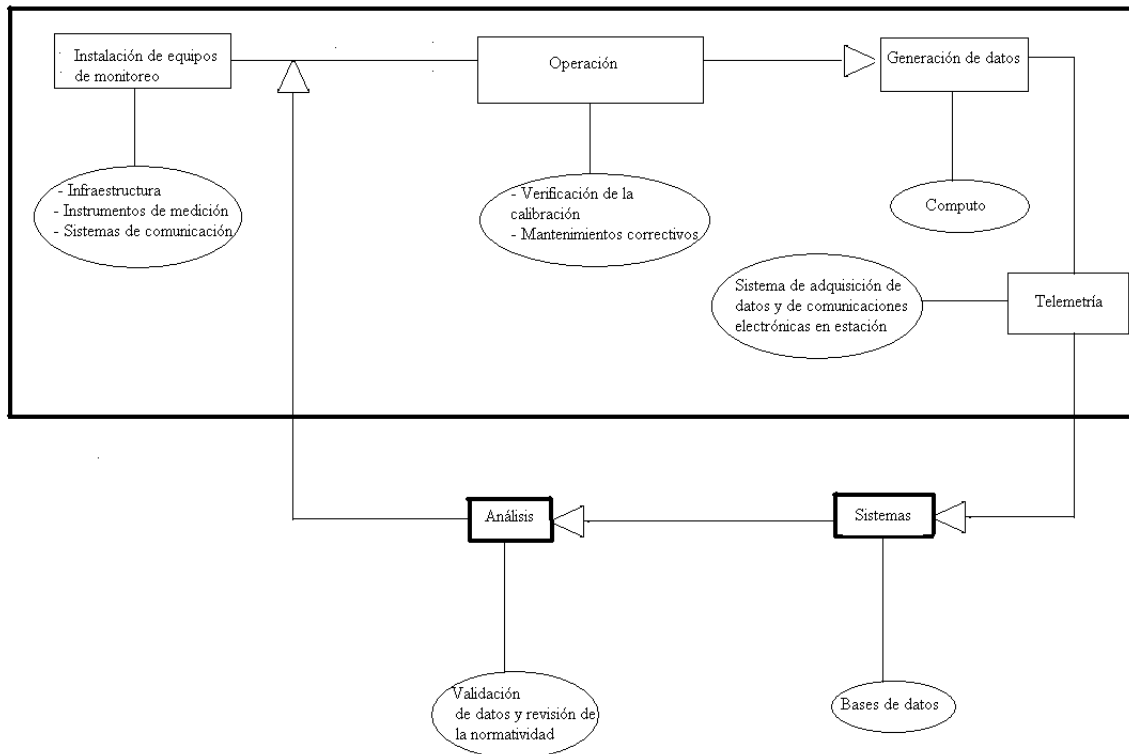 Instalación de equipos
de monitoreo
Operación
Generación de datos
- Infraestructura
- Instrumentos de medición
- Sistemas de comunicación
- Verificación de la
calibración
- Mantenimientos correctivos
Computo
Sistema de adquisición de
datos y de comunicaciones
electrónicas en estación
Telemetría
Análisis
Sistemas
Validación
de datos y revisión de
la normatividad
Bases de datos